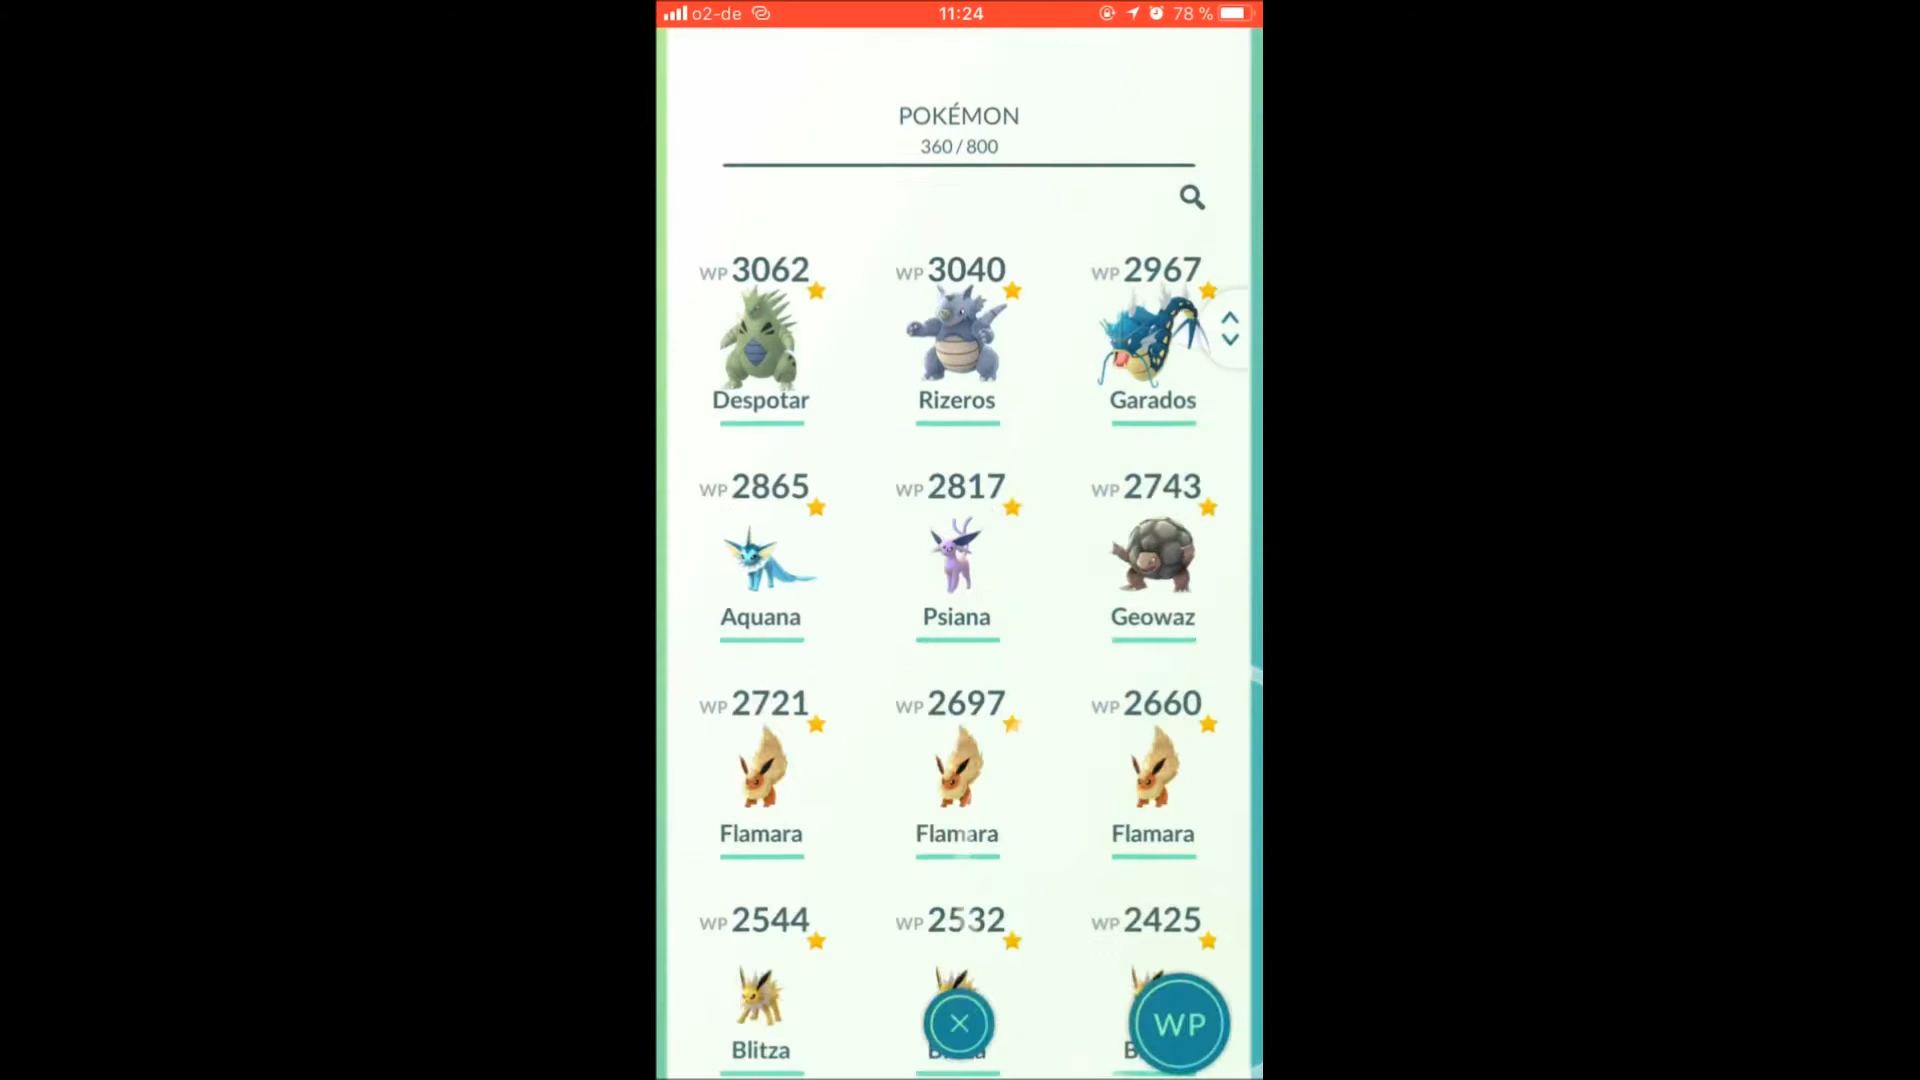 o2-de 11:24 78 %
POKÉMON
360 / 800
WP 3062 WP 3040 WP 2967
Despotar Rizeros Garados
WP 2865 WP 2817 WP 2743
Aquana Psiana Geowaz
WP 2721 WP 2697 WP 2660
Flamara Flamara Flamara
WP 2544 WP 2532 WP 2425
WP
Blitza